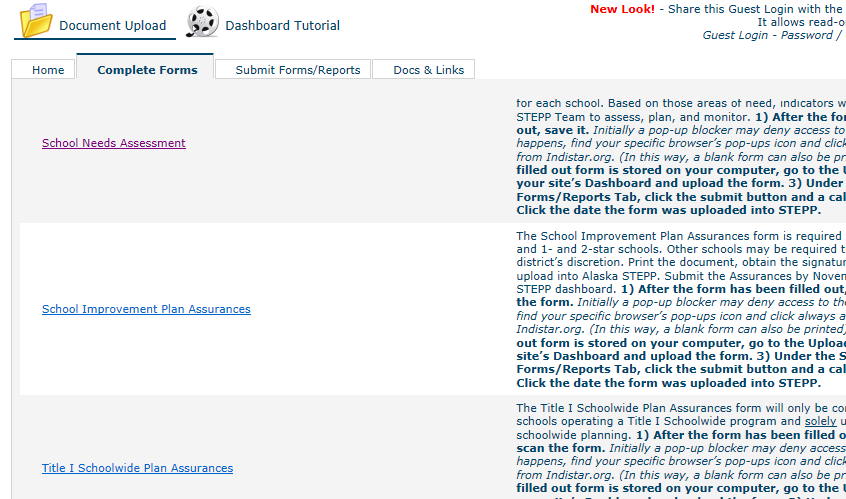 Document Upload
Dashboard Tutorial
New Look! - Share this Guest Login with the
It allows read-o
Guest Login - Password /
Home
Complete Forms
Submit Forms/Reports
Docs & Links
for each school. Based on those areas of need, indicators w
STEPP Team to assess, plan, and monitor. 1) After the for
out, save it. Initially a pop-up blocker may deny access to
happens, find your specific browser's pop-ups icon and click
from Indistar.org. (In this way, a blank form can also be pr
filled out form is stored on your computer, go to the U
your site's Dashboard and upload the form. 3) Under
Forms/Reports Tab, click the submit button and a cal
Click the date the form was uploaded into STEPP.
School Needs Assessment
The School Improvement Plan Assurances form is required
and 1- and 2-star schools. Other schools may be required t
district's discretion. Print the document, obtain the signatur
upload into Alaska STEPP. Submit the Assurances by Novem
STEPP dashboard. 1) After the form has been filled out,
the form. Initially a pop-up blocker may deny access to the
find your specific browser's pop-ups icon and click always a
Indistar.org. (In this way, a blank form can also be printed)
out form is stored on your computer, go to the Upload
site's Dashboard and upload the form. 3) Under the S
Forms/Reports Tab, click the submit button and a cal
Click the date the form was uploaded into STEPP.
School Improvement Plan Assurances
The Title I Schoolwide Plan Assurances form will only be co
schools operating a Title I Schoolwide program and solely u
schoolwide planning. 1) After the form has been filled o
scan the form. Initially a pop-up blocker may deny access
happens, find your specific browser's pop-ups icon and click
from Indistar.org. (In this way, a blank form can also be pr
filled out form is stored on your computer, go to the U
Title I Schoolwide Plan Assurances